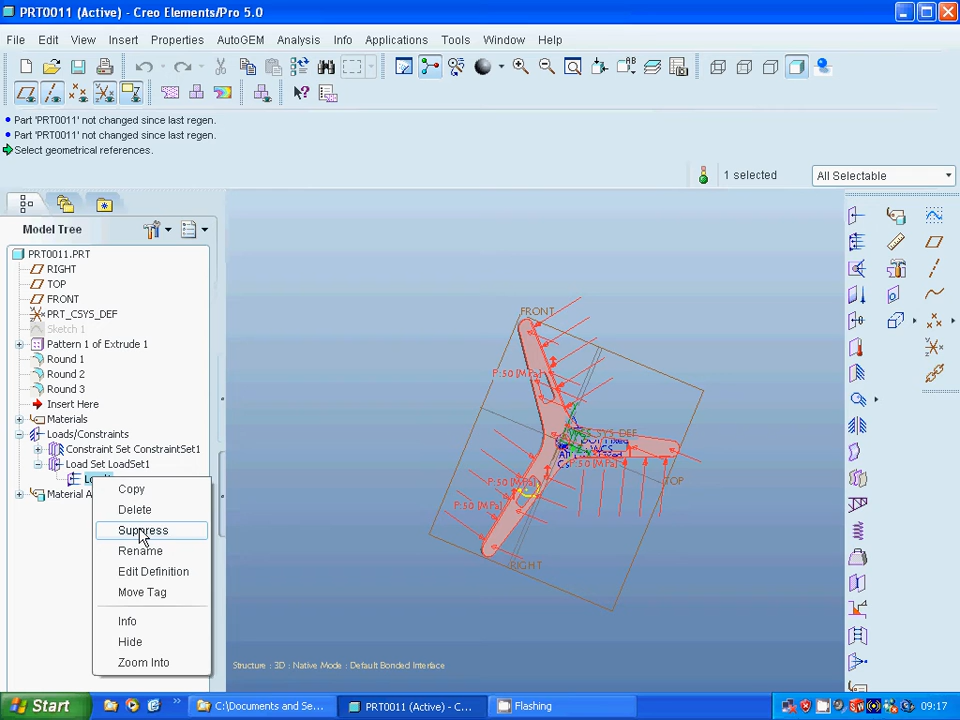 PRT0011 (Active) - Creo Elements/Pro 5.0
File Edit View Insert Properties AutoGEM Analysis Info Applications Tools Window Help
Part 'PRT0011' not changed since last regen.
Part 'PRT0011' not changed since last regen.
Select geometrical references.
1 selected
All Selectable
Model Tree
PRT0011.PRT
RIGHT
TOP
FRONT
PRT_CSYS_DEF
Sketch 1
Pattern 1 of Extrude 1
Round 1
Round 2
Round 3
Insert Here
Materials
Loads/Constraints
Constraint Set ConstraintSet1
Load Set LoadSet1
Material A
Copy
Delete
Suppress
Rename
Edit Definition
Move Tag
Info
Hide
Zoom Into
FRONT
P:50 [MPa]
P:50 [MPa]
TOP
P:50 [MPa]
P:50 [MPa]
RIGHT
Structure : 3D : Native Mode : Default Bonded Interface
Start
C:\Documents and Se...
PRT0011 (Active) - C...
Flashing
09:17